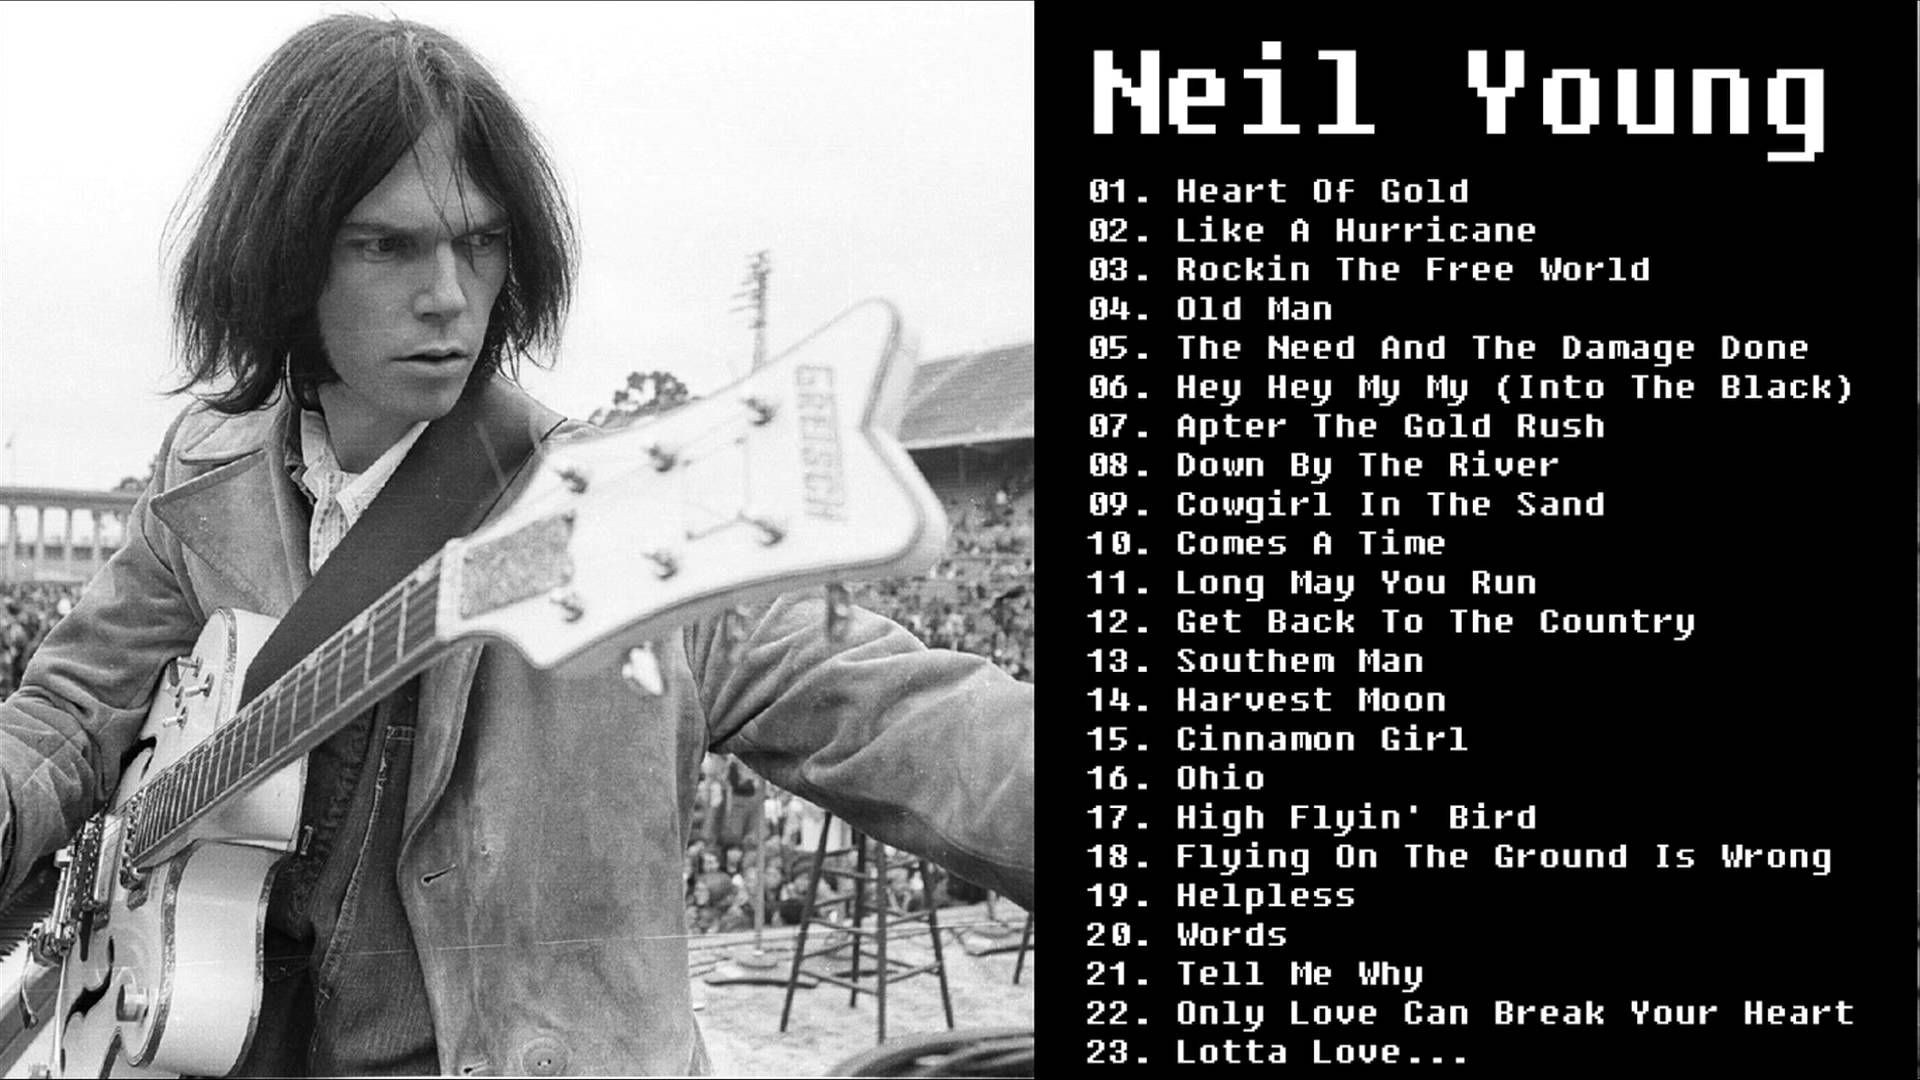 Neil Young
01. Heart Of Gold
02. Like A Hurricane
03. Rockin The Free World
04. Old Man
05. The Need And The Damage Done
06. Hey Hey My My (Into The Black)
07. Apter The Gold Rush
08. Down By The River
09. Cowgirl In The Sand
10. Comes A Time
11. Long May You Run
12. Get Back To The Country
13. Southem Man
14. Harvest Moon
15. Cinnamon Girl
16. Ohio
17. High Flyin' Bird
18. Flying On The Ground Is Wrong
19. Helpless
20. Words
21. Tell Me Why
22. Only Love Can Break Your Heart
23. Lotta Love...
GRETSCH